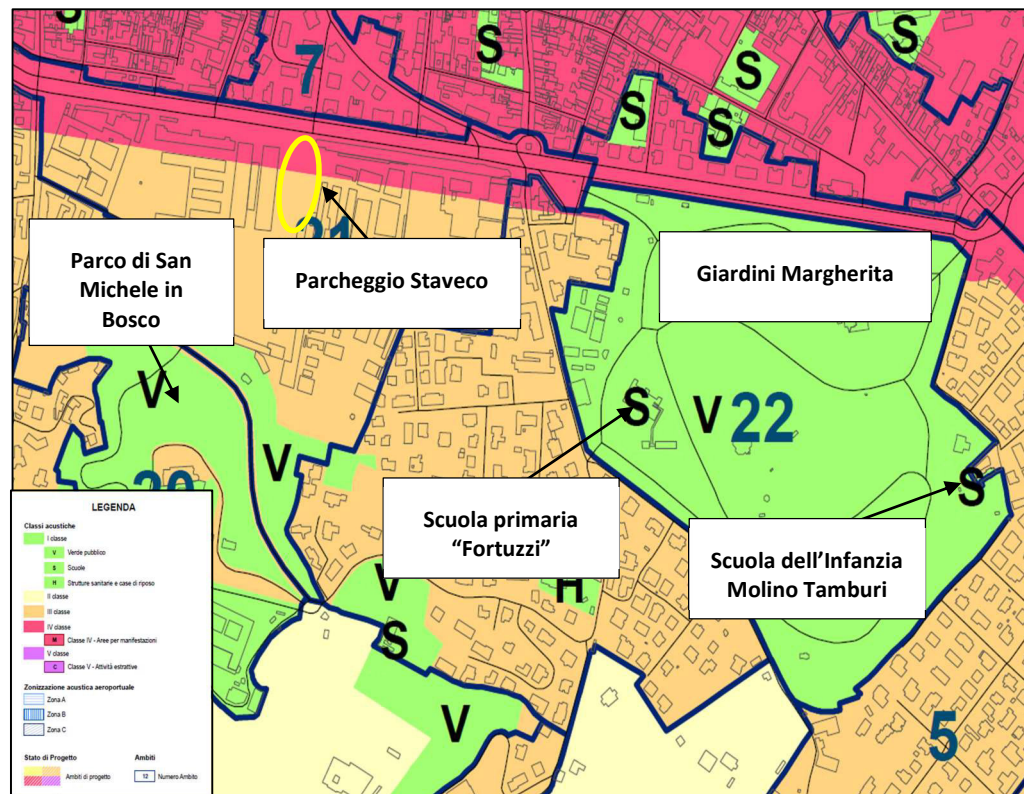 S
S
7
S
S
S
21
Parco di San
Michele in
Bosco
Parcheggio Staveco
Giardini Margherita
V
S
V 22
V
20
S
Scuola primaria
“Fortuzzi”
Scuola dell’Infanzia
Molino Tamburi
V
H
S
V
5
LEGENDA
Classi acustiche
I classe
V Verde pubblico
S Scuole
H Strutture sanitarie e case di riposo
II classe
III classe
IV classe
M Classe IV - Aree per manifestazioni
V classe
C Classe V - Attività estrattive
Zonizzazione acustica aeroportuale
Zona A
Zona B
Zona C
Stato di Progetto
Ambiti di progetto
Ambiti
12 Numero Ambito